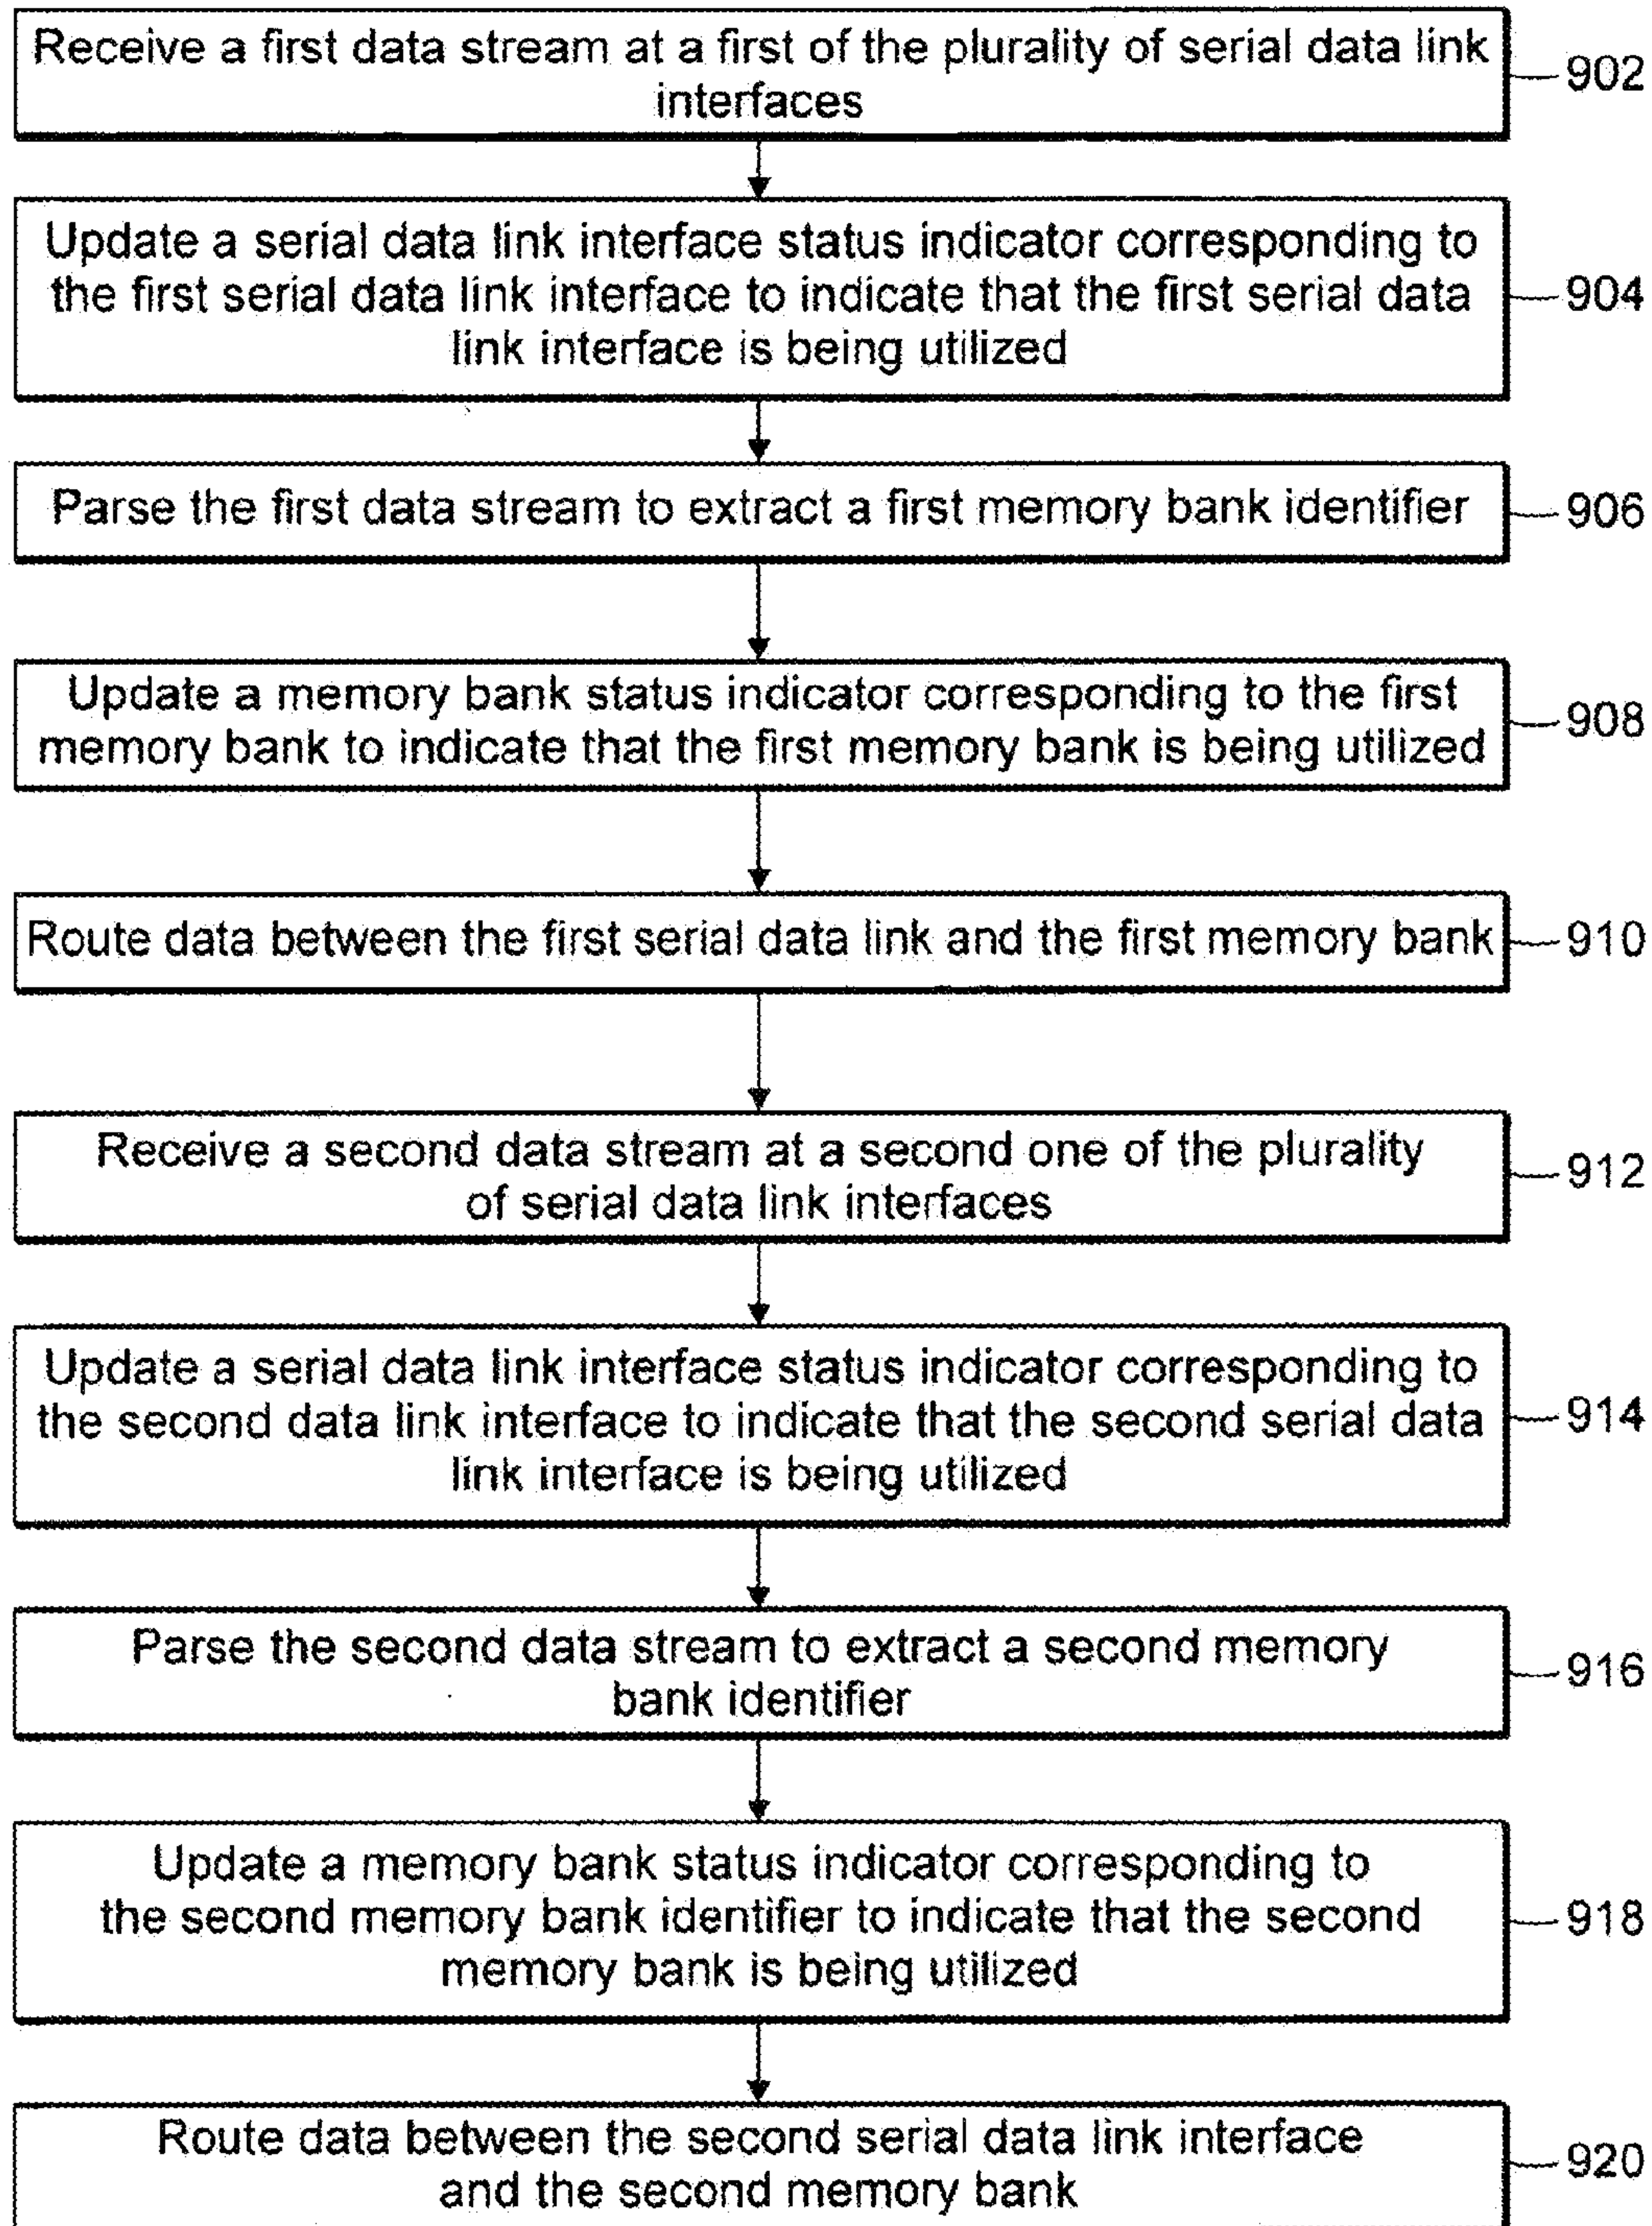 Receive a first data stream at a first of the plurality of serial data link
interfaces
902
Update a serial data link interface status indicator corresponding to
the first serial data link interface to indicate that the first serial data
link interface is being utilized
904
Parse the first data stream to extract a first memory bank identifier
906
Update a memory bank status indicator corresponding to the first
memory bank to indicate that the first memory bank is being utilized
908
Route data between the first serial data link and the first memory bank
910
Receive a second data stream at a second one of the plurality
of serial data link interfaces
912
Update a serial data link interface status indicator corresponding to
the second data link interface to indicate that the second serial data
link interface is being utilized
914
Parse the second data stream to extract a second memory
bank identifier
916
Update a memory bank status indicator corresponding to
the second memory bank identifier to indicate that the second
memory bank is being utilized
918
Route data between the second serial data link interface
and the second memory bank
920